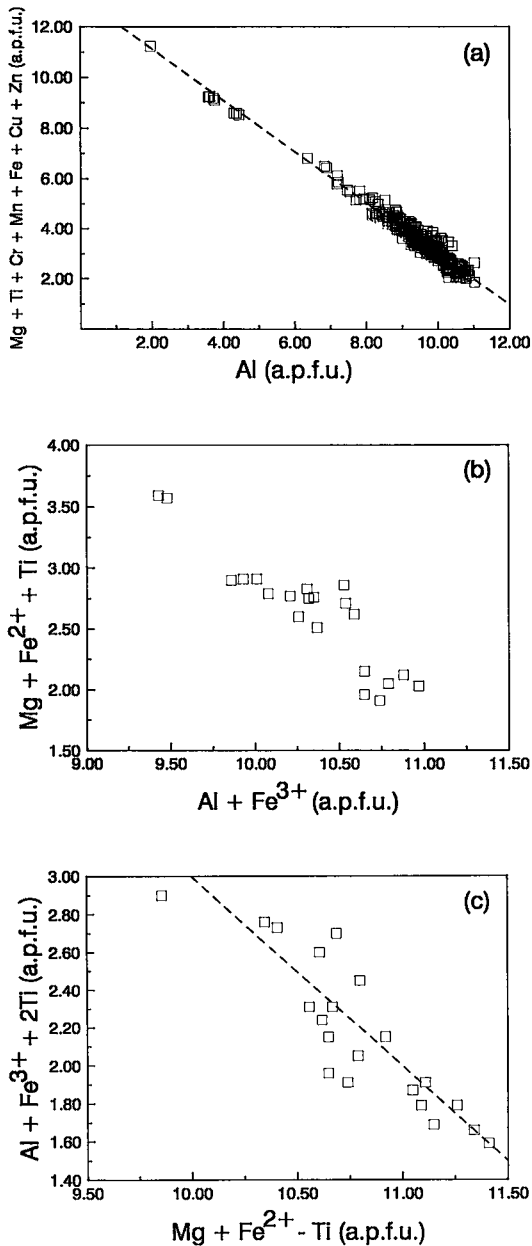 (a)
Mg + Ti + Cr + Mn + Fe + Cu + Zn (a.p.f.u.)
12.00
10.00
8.00
6.00
4.00
2.00
2.00 4.00 6.00 8.00 10.00 12.00
Al (a.p.f.u.)
(b)
Mg + Fe2+ + Ti (a.p.f.u.)
4.00
3.50
3.00
2.50
2.00
1.50
9.00 9.50 10.00 10.50 11.00 11.50
Al + Fe3+ (a.p.f.u.)
(c)
Al + Fe3+ + 2Ti (a.p.f.u.)
3.00
2.80
2.60
2.40
2.20
2.00
1.80
1.60
1.40
9.50 10.00 10.50 11.00 11.50
Mg + Fe2+ - Ti (a.p.f.u.)